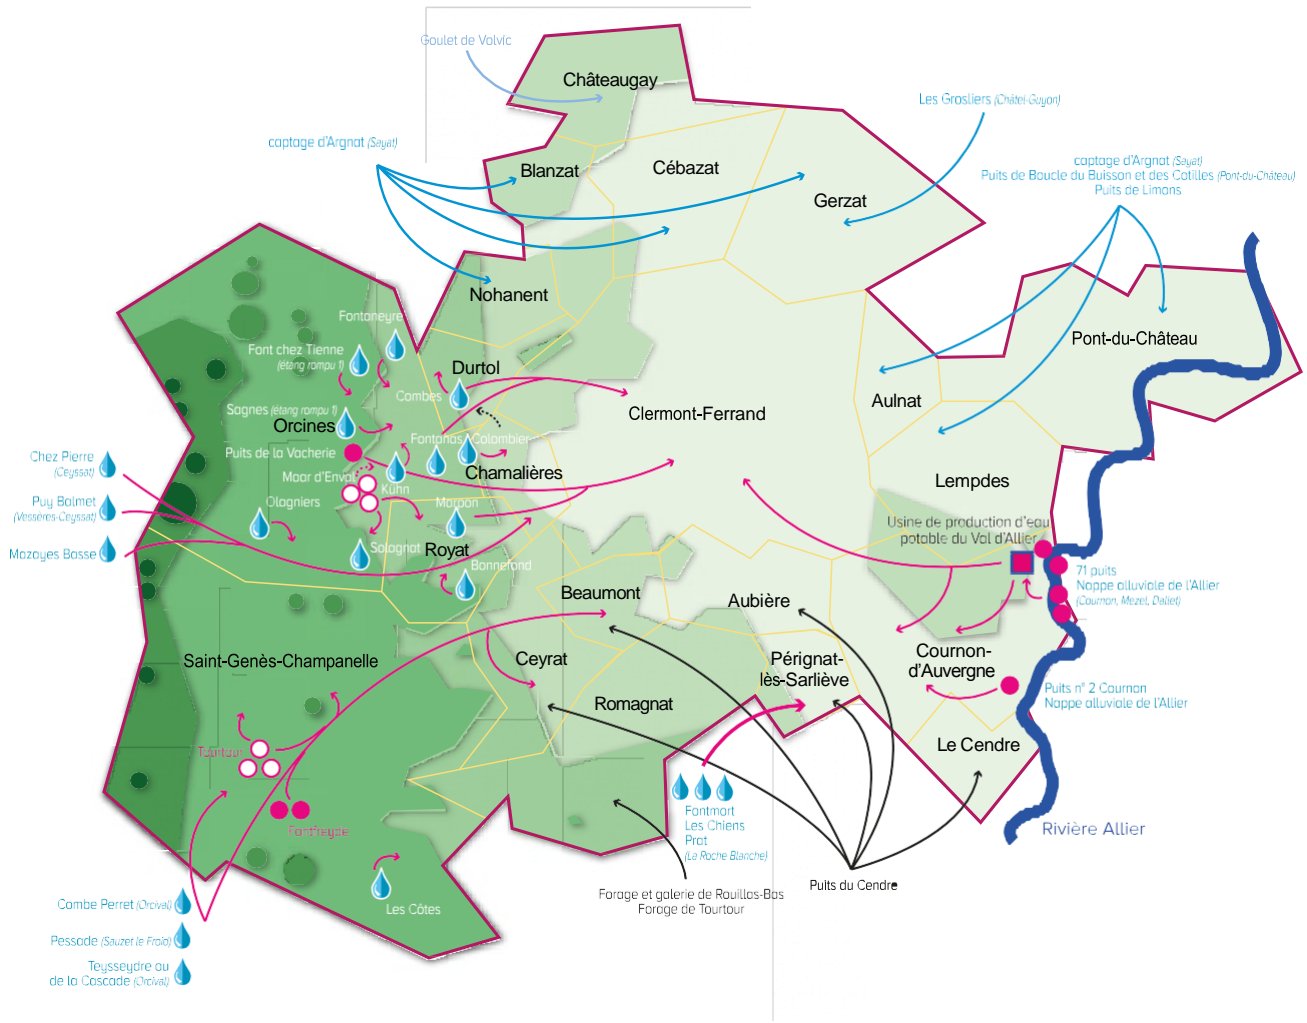 Goulet de Volvic
Châteaugay
Les Grosliers (Châtel-Guyon)
captage d'Argnat (Sayat)
Blanzat
Cébazat
Gerzat
captage d'Argnat (Sayat)
Puits de Boucle du Buisson et des Cotilles (Pont-du-Château)
Puits de Limons
Nohanent
Fontaneyre
Font chez Tienne
(étang rompu 1)
Durtol
Combes
Pont-du-Château
Clermont-Ferrand
Aulnat
Sagnes (étang rompu 1)
Orcines
Puits de la Vacherie
Fontanas
Colombier
Chamalières
Maar d'Enval
Kuhn
Chez Pierre
(Ceyssat)
Puy Balmet
(Vessères-Ceyssat)
Mazayes Basse
Olagniers
Marpon
Solagnat
Royat
Bonnefond
Lempdes
Usine de production d'eau
potable du Val d'Allier
71 puits
Nappe alluviale de l'Allier
(Cournon, Mezel, Dallet)
Beaumont
Aubière
Saint-Genès-Champanelle
Ceyrat
Romagnat
Pérignat-
lès-Sarliève
Cournon-
d'Auvergne
Puits n° 2 Cournon
Nappe alluviale de l'Allier
Le Cendre
Tourtour
Fontfreyde
Fontmort
Les Chiens
Prat
(La Roche Blanche)
Rivière Allier
Forage et galerie de Rouillas-Bas
Forage de Tourtour
Puits du Cendre
Les Côtes
Combe Perret (Orcival)
Pessade (Sauzet le Froid)
Teysseydre ou
de la Cascade (Orcival)